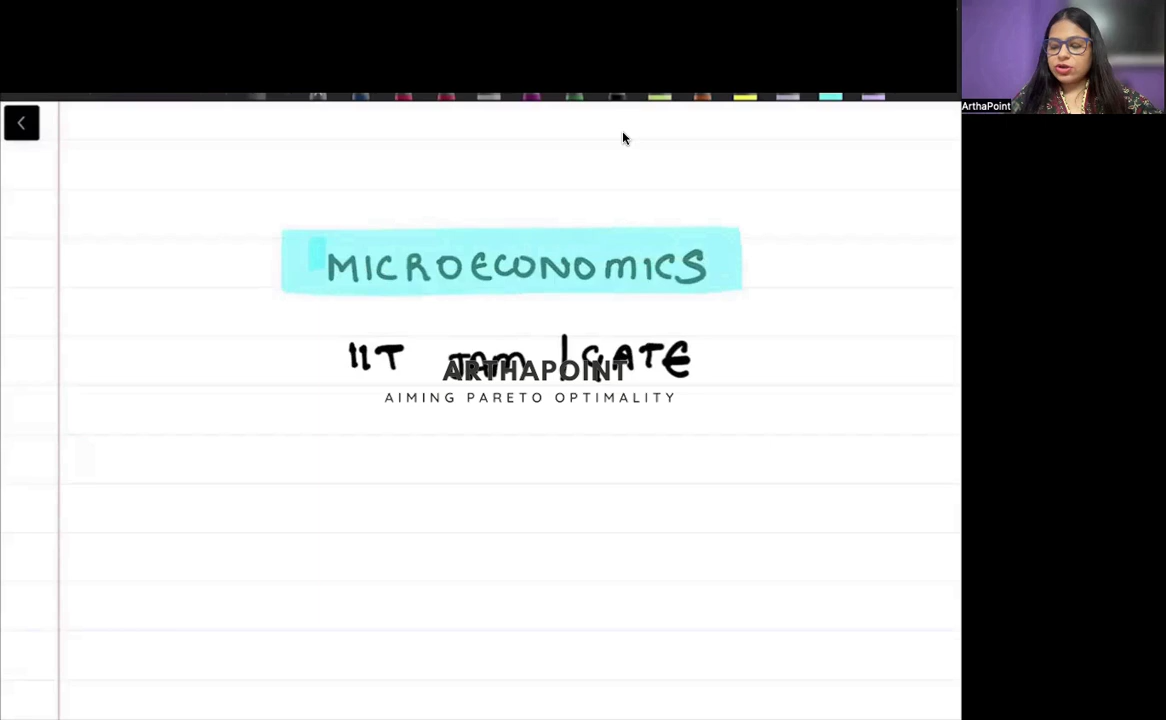 ArthaPoint
MICROECONOMICS
IIT JAM | GATE
ARTHAPOINT
AIMING PARETO OPTIMALITY